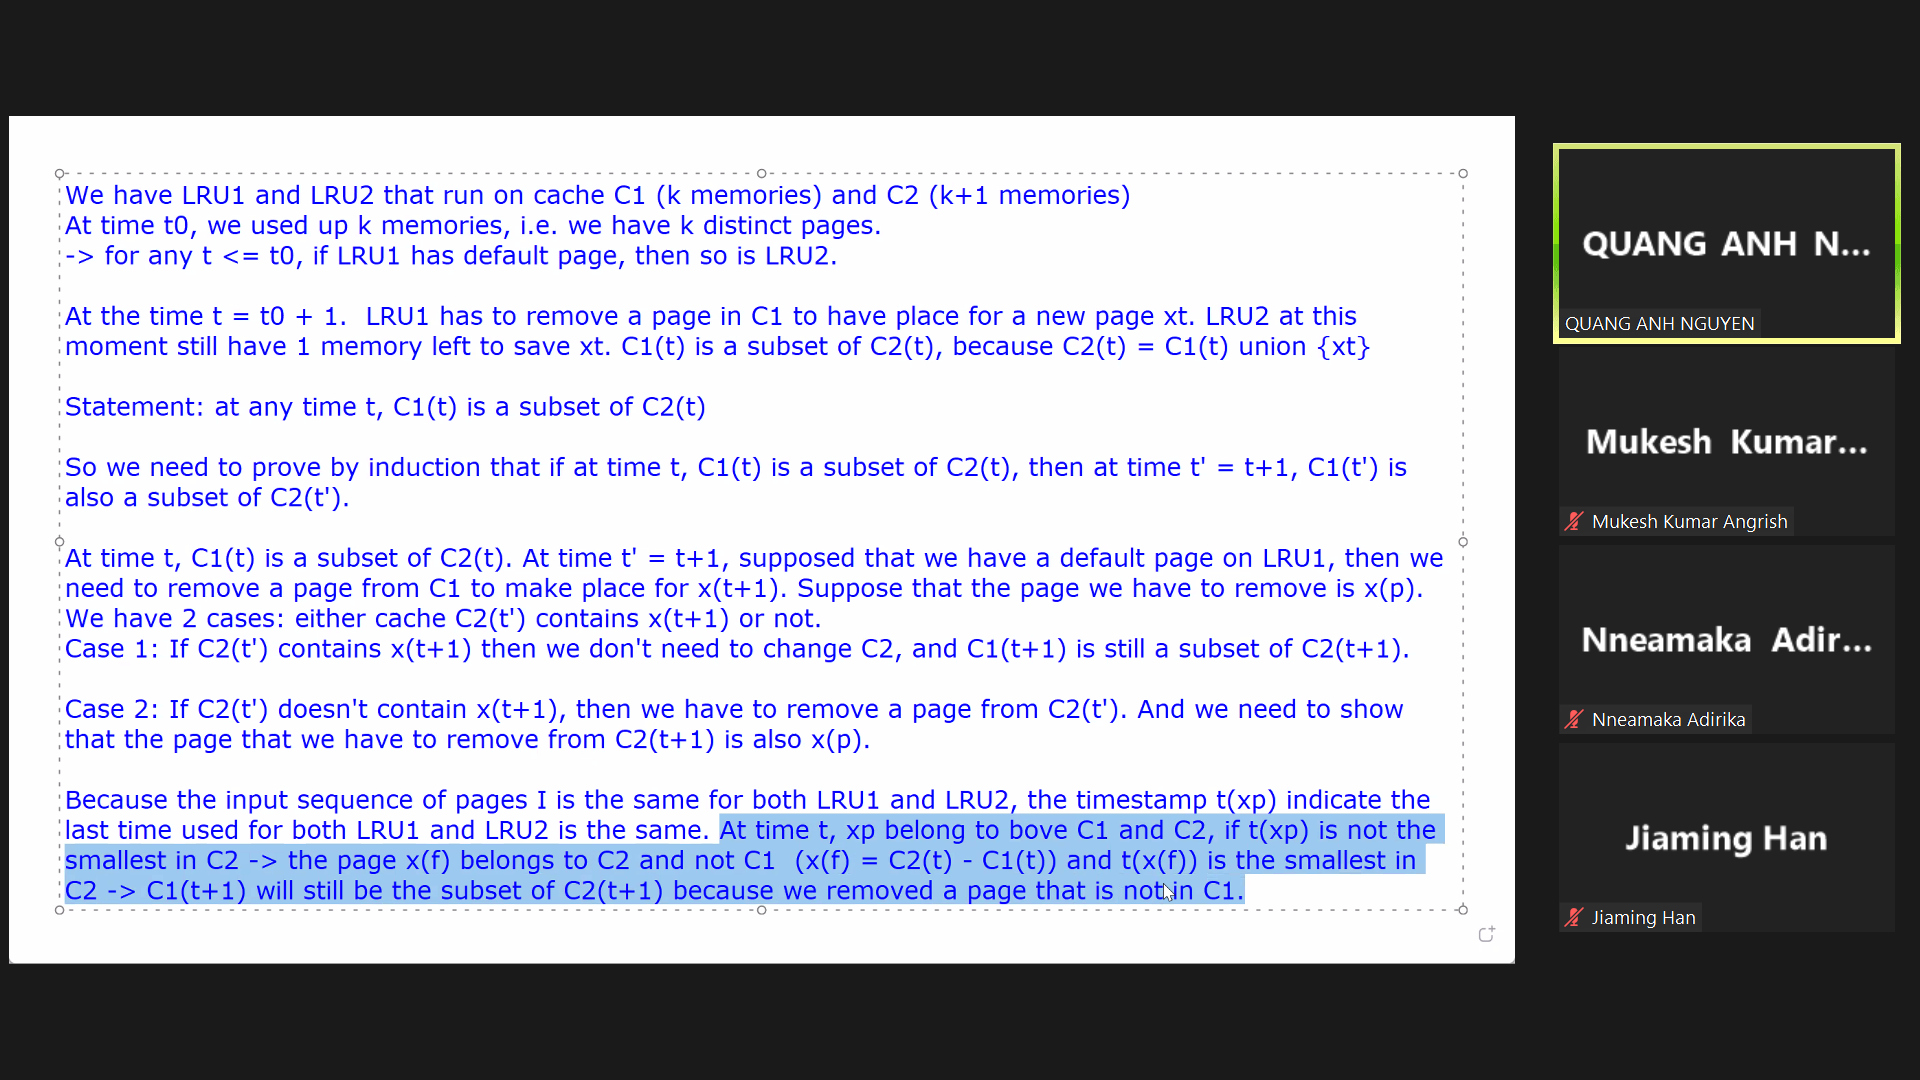 We have LRU1 and LRU2 that run on cache C1 (k memories) and C2 (k+1 memories)
At time t0, we used up k memories, i.e. we have k distinct pages.
-> for any t <= t0, if LRU1 has default page, then so is LRU2.
At the time t = t0 + 1.  LRU1 has to remove a page in C1 to have place for a new page xt. LRU2 at this
moment still have 1 memory left to save xt. C1(t) is a subset of C2(t), because C2(t) = C1(t) union {xt}
Statement: at any time t, C1(t) is a subset of C2(t)
So we need to prove by induction that if at time t, C1(t) is a subset of C2(t), then at time t' = t+1, C1(t') is
also a subset of C2(t').
At time t, C1(t) is a subset of C2(t). At time t' = t+1, supposed that we have a default page on LRU1, then we
need to remove a page from C1 to make place for x(t+1). Suppose that the page we have to remove is x(p).
We have 2 cases: either cache C2(t') contains x(t+1) or not.
Case 1: If C2(t') contains x(t+1) then we don't need to change C2, and C1(t+1) is still a subset of C2(t+1).
Case 2: If C2(t') doesn't contain x(t+1), then we have to remove a page from C2(t'). And we need to show
that the page that we have to remove from C2(t+1) is also x(p).
Because the input sequence of pages I is the same for both LRU1 and LRU2, the timestamp t(xp) indicate the
last time used for both LRU1 and LRU2 is the same. At time t, xp belong to bove C1 and C2, if t(xp) is not the
smallest in C2 -> the page x(f) belongs to C2 and not C1  (x(f) = C2(t) - C1(t)) and t(x(f)) is the smallest in
C2 -> C1(t+1) will still be the subset of C2(t+1) because we removed a page that is not in C1.
QUANG ANH N...
QUANG ANH NGUYEN
Mukesh Kumar...
Mukesh Kumar Angrish
Nneamaka Adir...
Nneamaka Adirika
Jiaming Han
Jiaming Han